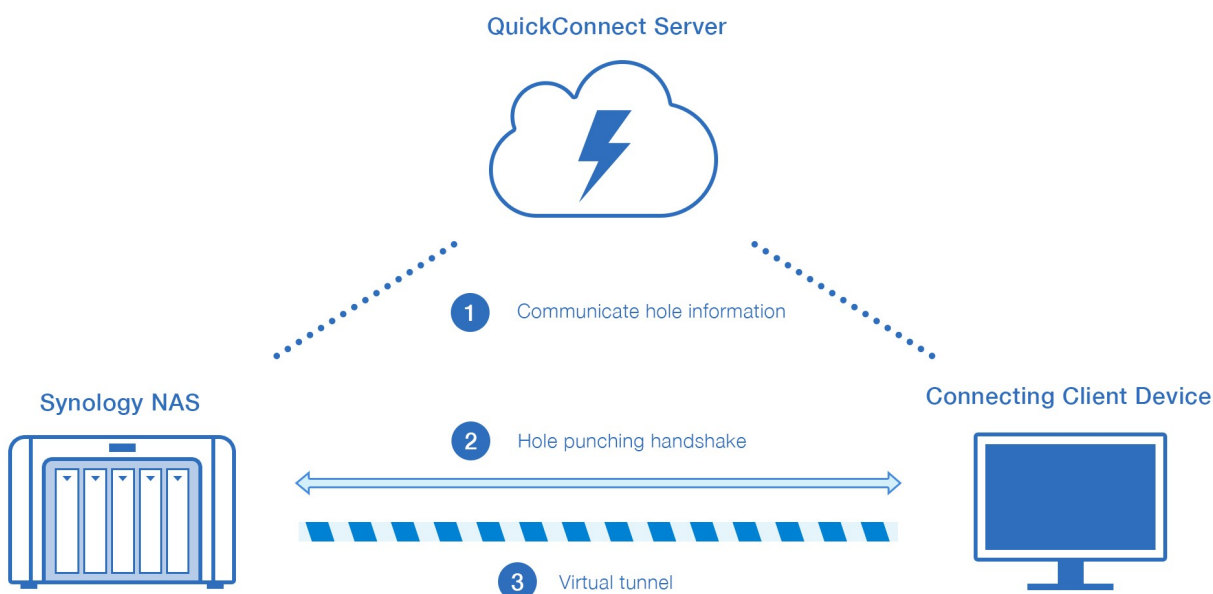 QuickConnect Server
1 Communicate hole information
Synology NAS
Connecting Client Device
2 Hole punching handshake
3 Virtual tunnel